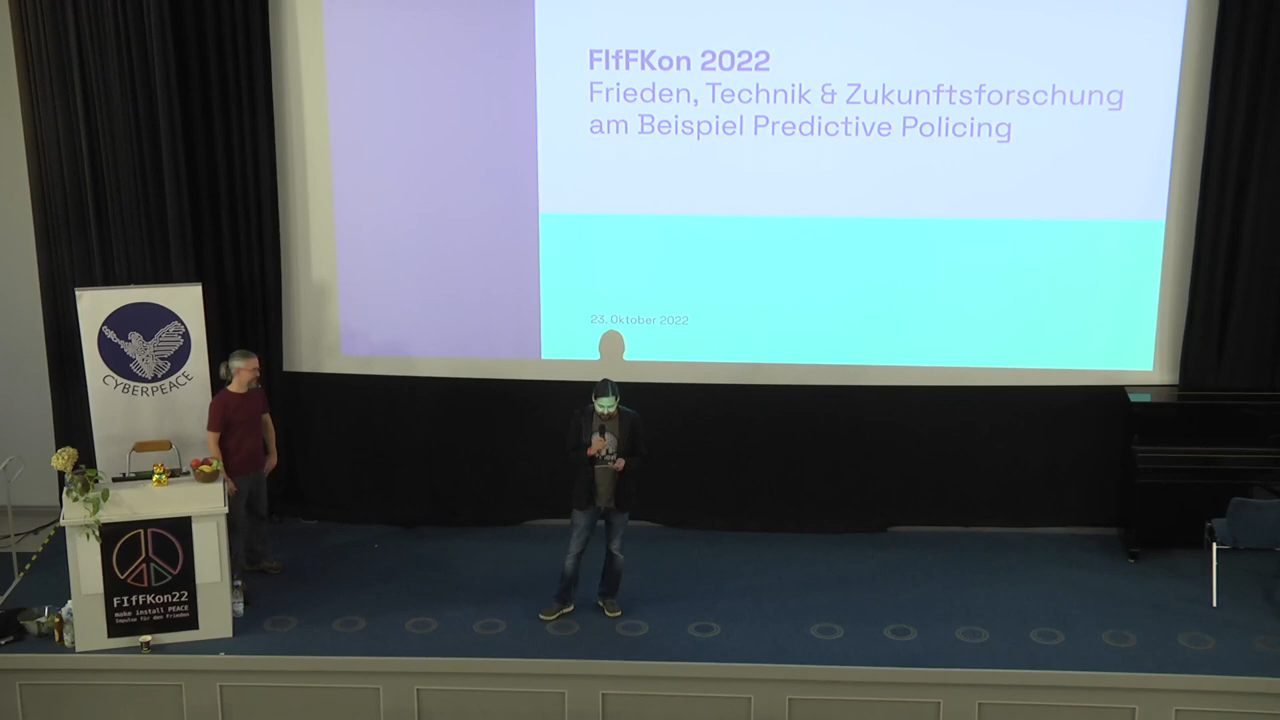 FIfFKon 2022
Frieden, Technik & Zukunftsforschung
am Beispiel Predictive Policing
23. Oktober 2022
CYBERPEACE
FIfFKon22
make install PEACE
Impulse für den Frieden